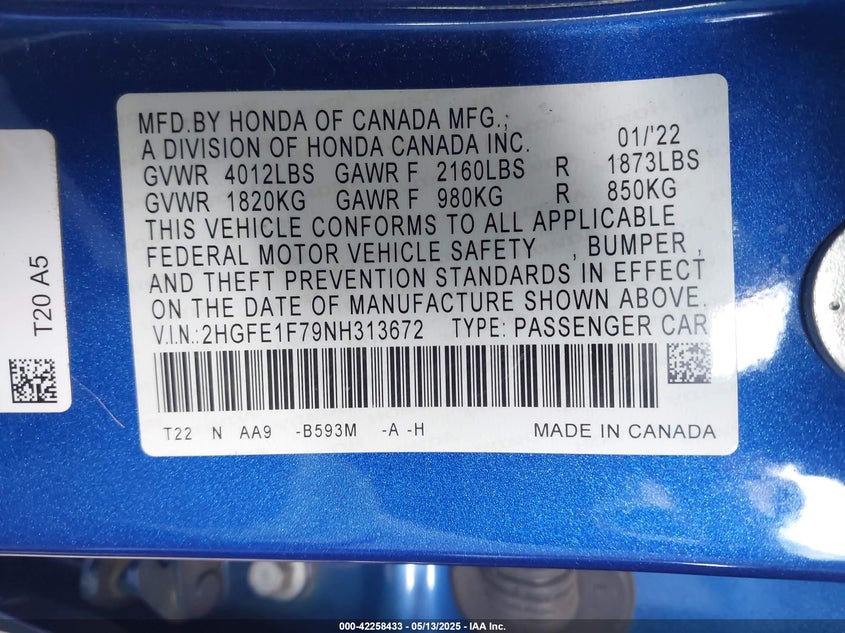 MFD.BY HONDA OF CANADA MFG.;
A DIVISION OF HONDA CANADA INC. 01/'22
GVWR 4012LBS GAWR F 2160LBS R 1873LBS
GVWR 1820KG GAWR F 980KG R 850KG
THIS VEHICLE CONFORMS TO ALL APPLICABLE
FEDERAL MOTOR VEHICLE SAFETY , BUMPER ,
AND THEFT PREVENTION STANDARDS IN EFFECT
ON THE DATE OF MANUFACTURE SHOWN ABOVE.
V.I.N.: 2HGFE1F79NH313672 TYPE: PASSENGER CAR
T22 N AA9 -B593M -A -H MADE IN CANADA
T20 A5
000-42258433 - 05/13/2025 - IAA Inc.